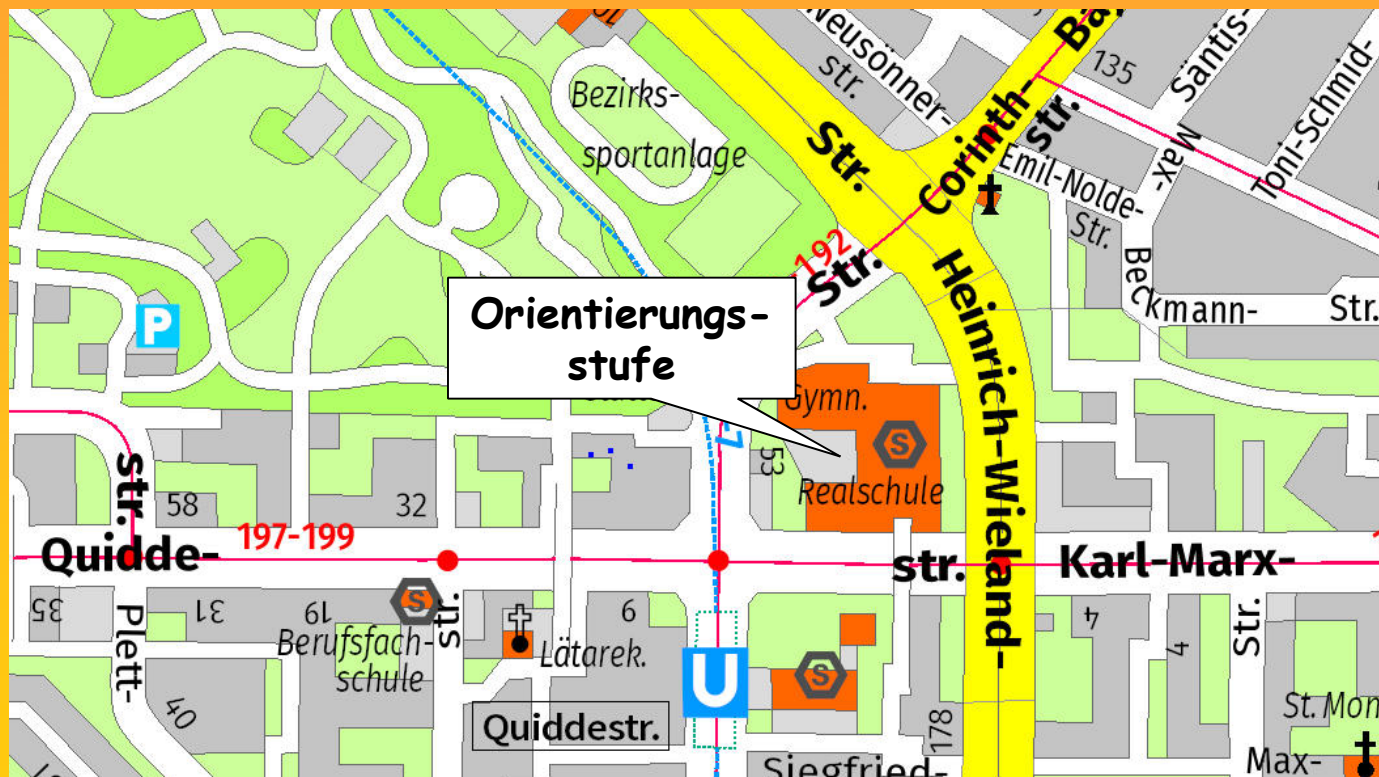 Neusönner-
str.
Bezirks-
sportanlage
Str.
Corinth-
str.
135
Säntis-
Toni-Schmid-
Max-
Emil-Nolde-
Str.
192
Str.
Heinrich-Wieland-
Beckmann-
Str.
P
Orientierungs-
stufe
Gymn.
S
53
Realschule
str.
58
32
197-199
Quidde-
str.
Karl-Marx-
35
31
19
S
9
4
4
Str.
Plett-
str.
Berufsfach-
schule
Lätarek.
U
S
40
Quiddestr.
178
St. Mon
Siegfried-
Max-